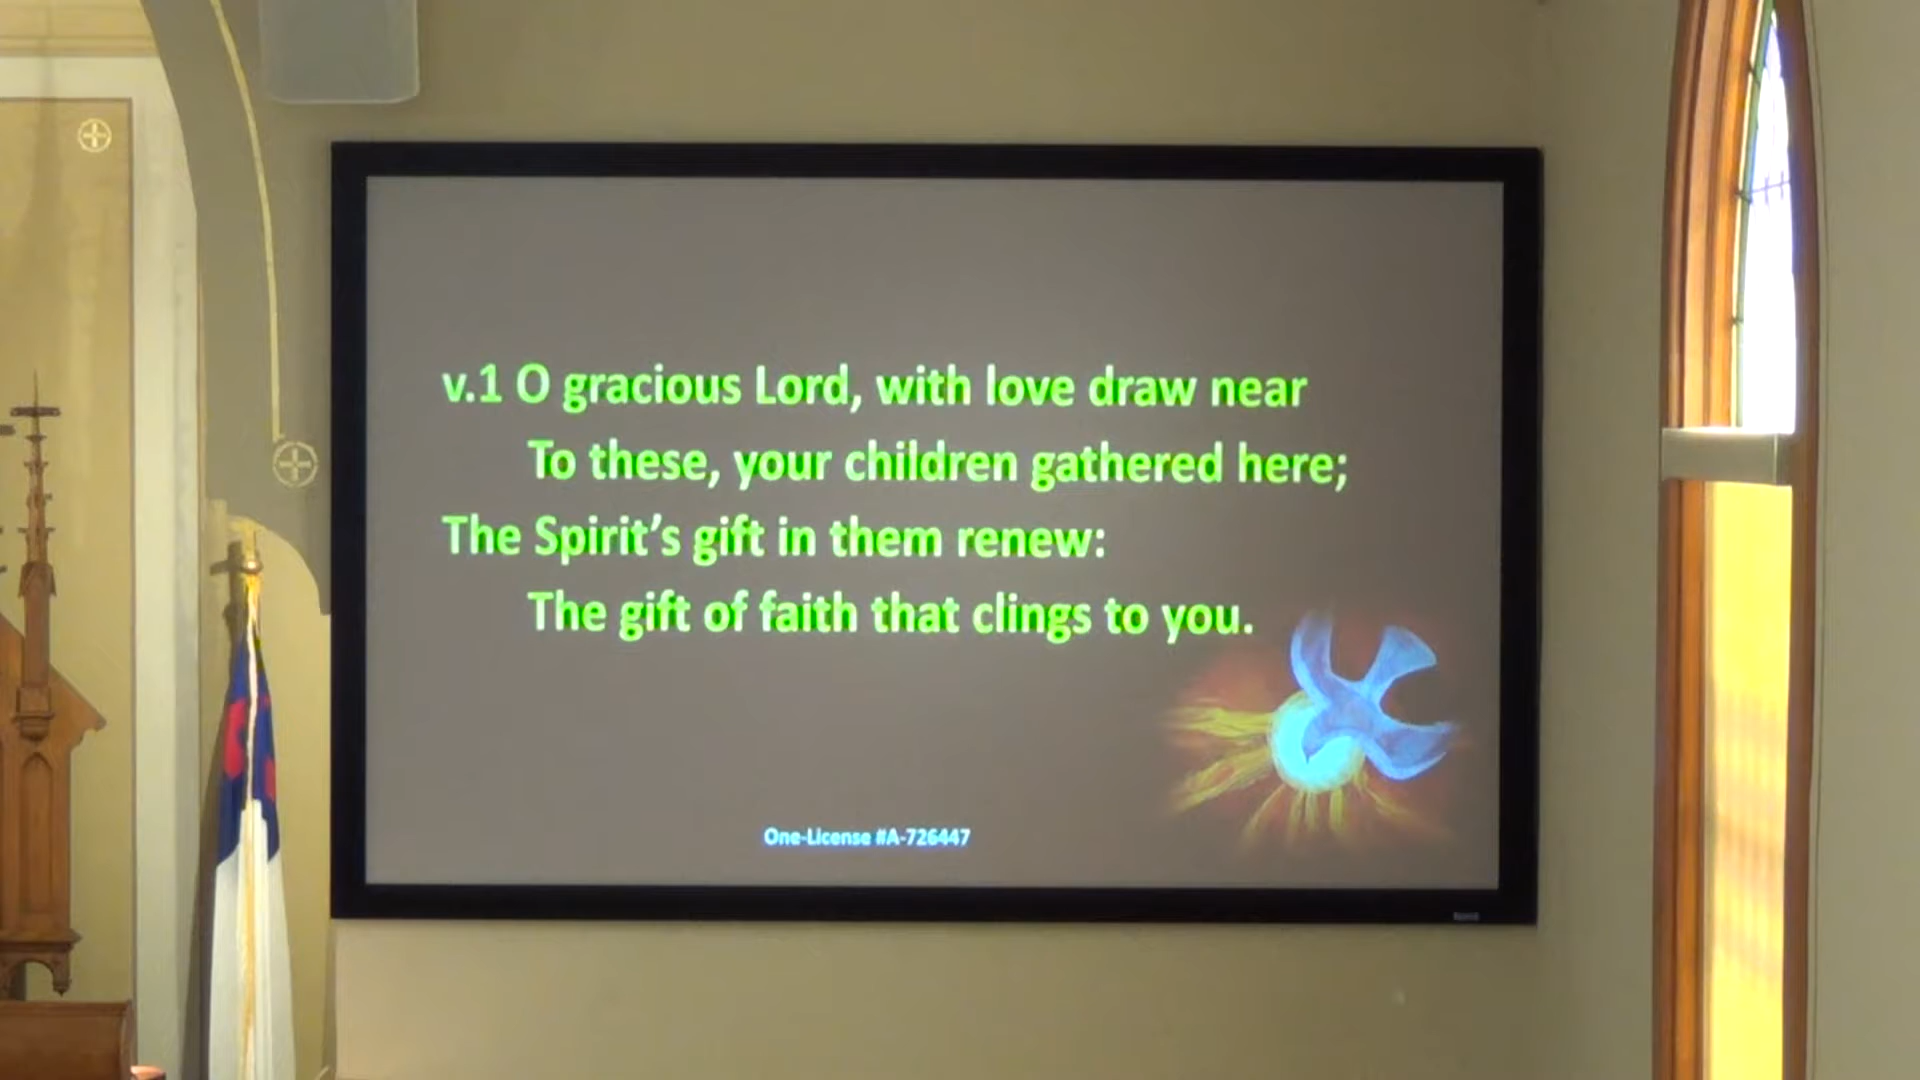 v.1 O gracious Lord, with love draw near
To these, your children gathered here;
The Spirit's gift in them renew:
The gift of faith that clings to you.
One-License #A-726447